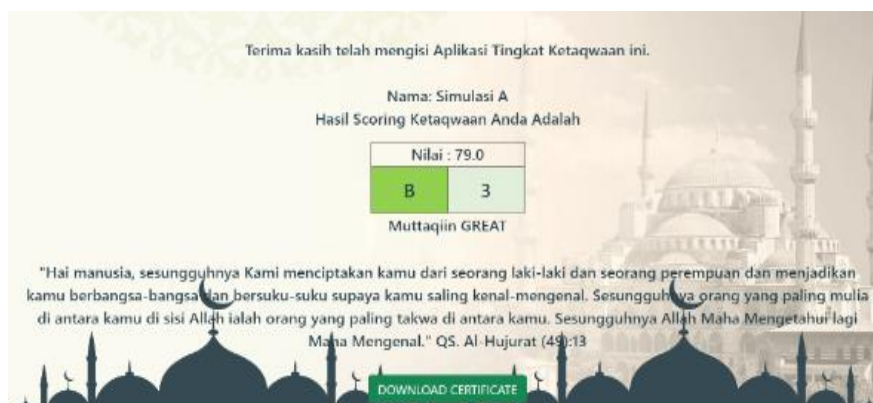 Terima kasih telah mengisi Aplikasi Tingkat Ketaqwaan ini.
Nama: Simulasi A
Hasil Scoring Ketaqwaan Anda Adalah
Nilai : 79.0
B 3
Muttaqiin GREAT
"Hai manusia, sesungguhnya Kami menciptakan kamu dari seorang laki-laki dan seorang perempuan dan menjadikan
kamu berbangsa-bangsa dan bersuku-suku supaya kamu saling kenal-mengenal. Sesungguhnya orang yang paling mulia
di antara kamu di sisi Allah ialah orang yang paling takwa di antara kamu. Sesungguhnya Allah Maha Mengetahui lagi
Maha Mengenal." QS. Al-Hujurat (49):13
DOWNLOAD CERTIFICATE